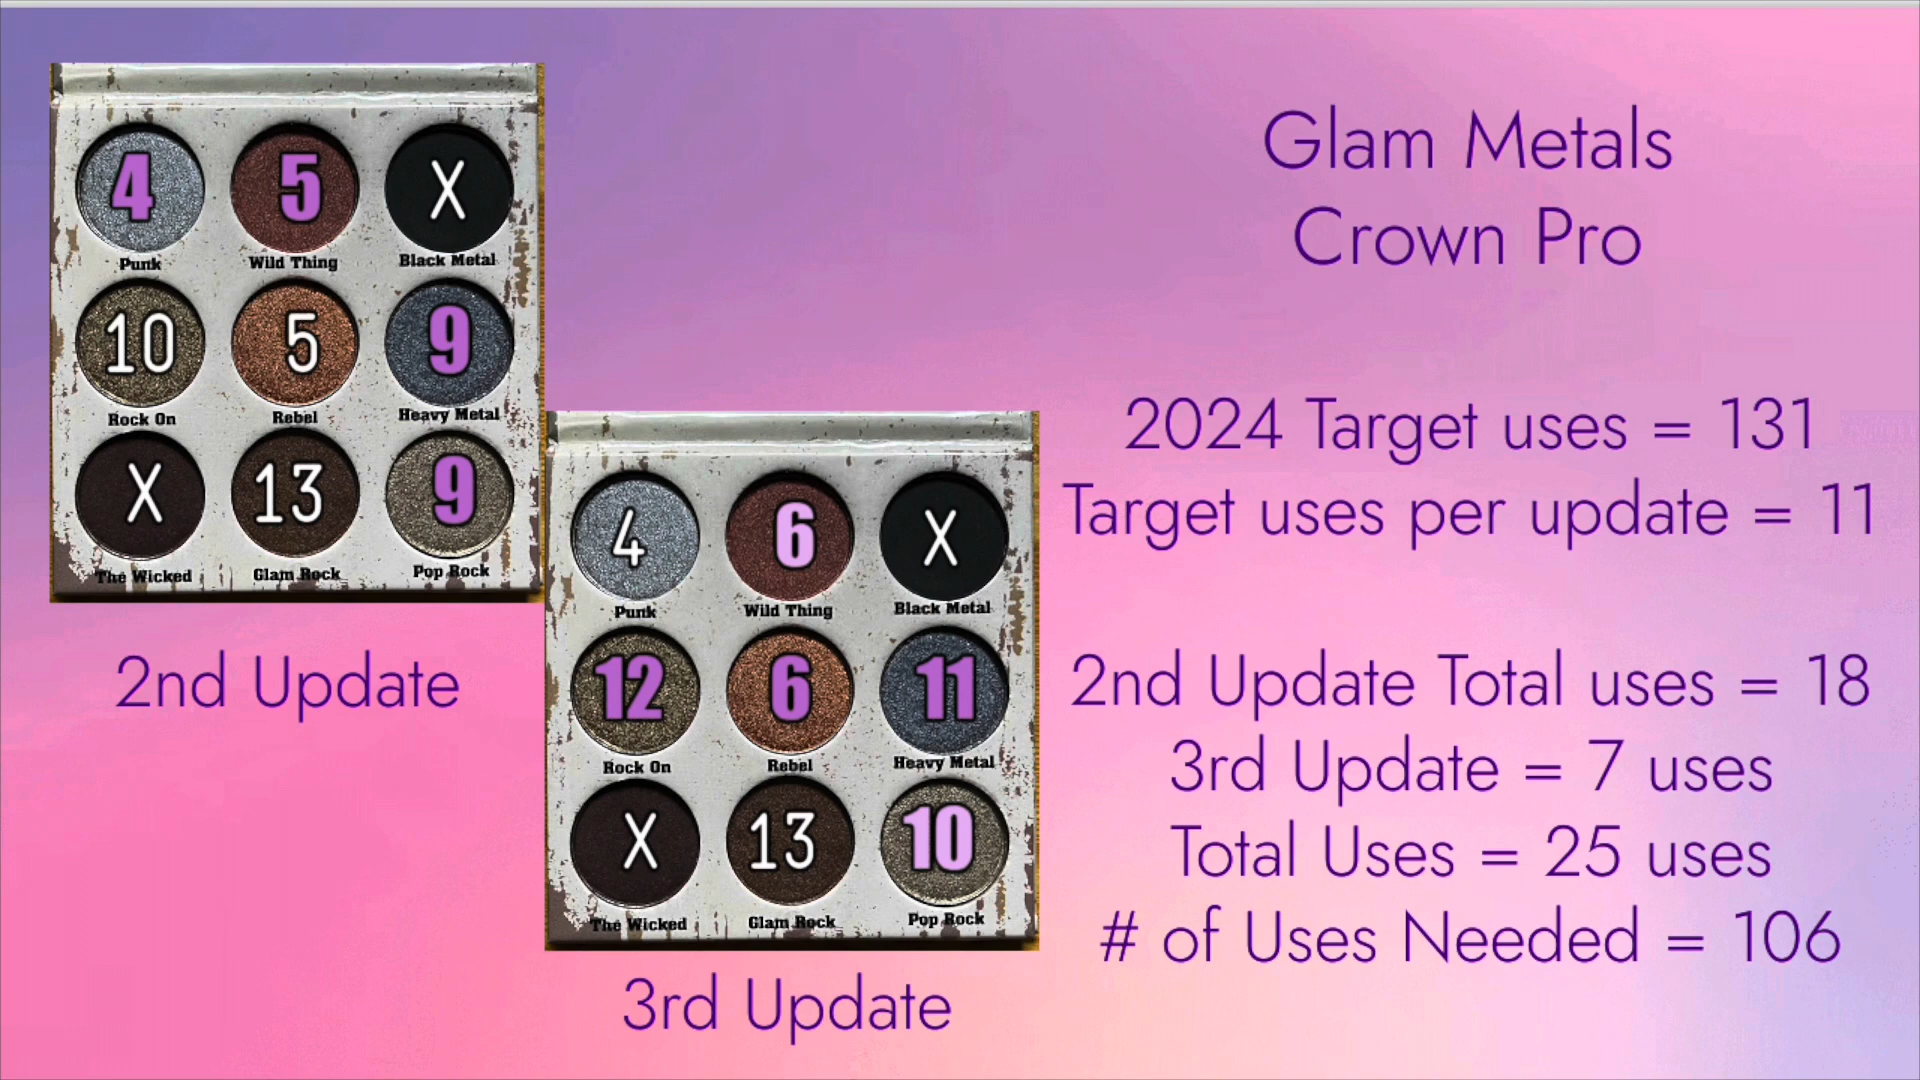 4 5 X
Punk Wild Thing Black Metal
10 5 9
Rock On Rebel Heavy Metal
X 13 9
The Wicked Glam Rock Pop Rock
2nd Update
4 6 X
Punk Wild Thing Black Metal
12 6 11
Rock On Rebel Heavy Metal
X 13 10
The Wicked Glam Rock Pop Rock
3rd Update
Glam Metals
Crown Pro
2024 Target uses = 131
Target uses per update = 11
2nd Update Total uses = 18
3rd Update = 7 uses
Total Uses = 25 uses
# of Uses Needed = 106